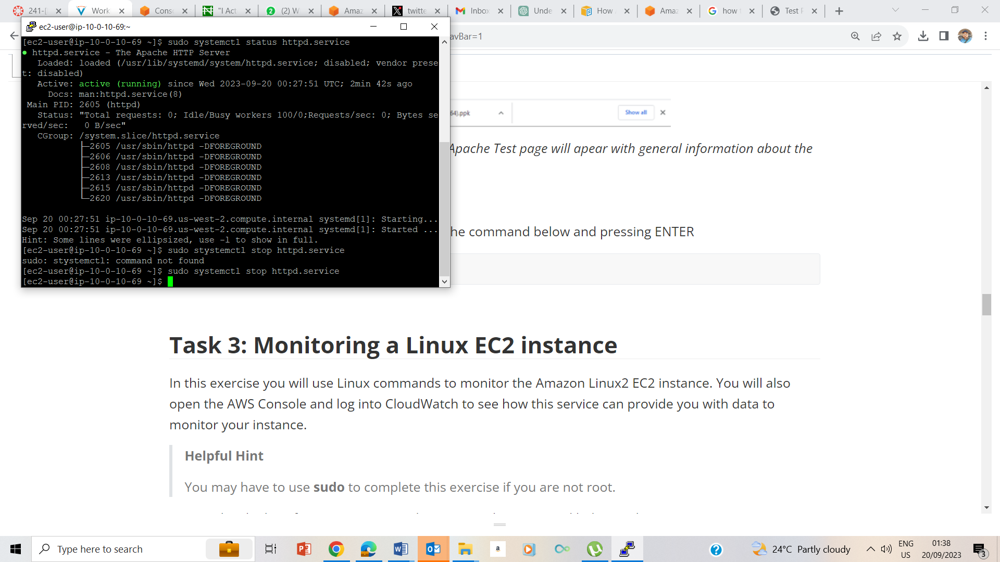 241-[
Work
Cons
"I Act
(2) W
Amaz
twitte
Inbox
Unde
How
Amaz
how
Test
ec2-user@ip-10-0-10-69:~
avBar=1
[ec2-user@ip-10-0-10-69 ~]$ sudo systemctl status httpd.service
● httpd.service - The Apache HTTP Server
Loaded: loaded (/usr/lib/systemd/system/httpd.service; disabled; vendor prese
t: disabled)
Active: active (running) since Wed 2023-09-20 00:27:51 UTC; 2min 42s ago
Docs: man:httpd.service(8)
Main PID: 2605 (httpd)
Status: "Total requests: 0; Idle/Busy workers 100/0;Requests/sec: 0; Bytes se
rved/sec:   0 B/sec"
CGroup: /system.slice/httpd.service
├─2605 /usr/sbin/httpd -DFOREGROUND
├─2606 /usr/sbin/httpd -DFOREGROUND
├─2608 /usr/sbin/httpd -DFOREGROUND
├─2613 /usr/sbin/httpd -DFOREGROUND
├─2615 /usr/sbin/httpd -DFOREGROUND
└─2620 /usr/sbin/httpd -DFOREGROUND
Sep 20 00:27:51 ip-10-0-10-69.us-west-2.compute.internal systemd[1]: Starting...
Sep 20 00:27:51 ip-10-0-10-69.us-west-2.compute.internal systemd[1]: Started ...
Hint: Some lines were ellipsized, use -l to show in full.
[ec2-user@ip-10-0-10-69 ~]$ sudo stystemctl stop httpd.service
sudo: stystemctl: command not found
[ec2-user@ip-10-0-10-69 ~]$ sudo systemctl stop httpd.service
[ec2-user@ip-10-0-10-69 ~]$
64).ppk
Show all
Apache Test page will apear with general information about the
he command below and pressing ENTER
Task 3: Monitoring a Linux EC2 instance
In this exercise you will use Linux commands to monitor the Amazon Linux2 EC2 instance. You will also
open the AWS Console and log into CloudWatch to see how this service can provide you with data to
monitor your instance.
Helpful Hint
You may have to use sudo to complete this exercise if you are not root.
Type here to search
24°C Partly cloudy
ENG
US
01:38
20/09/2023
3